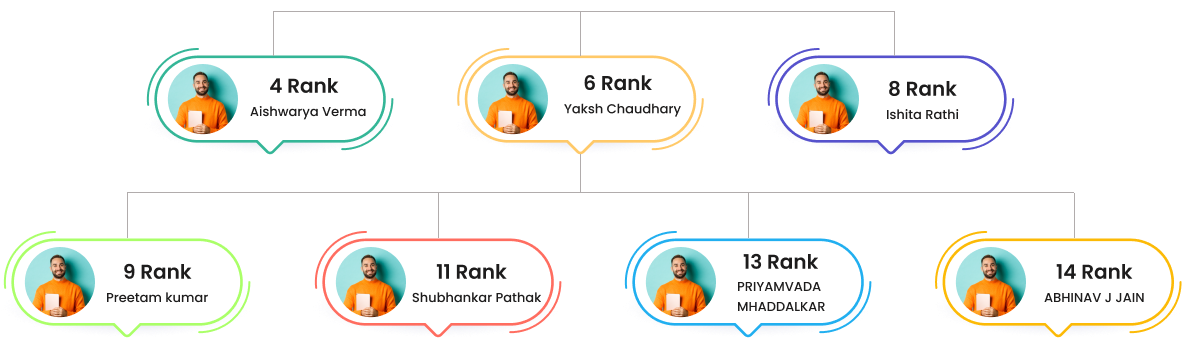 4 Rank
Aishwarya Verma
6 Rank
Yaksh Chaudhary
8 Rank
Ishita Rathi
9 Rank
Preetam kumar
11 Rank
Shubhankar Pathak
13 Rank
PRIYAMVADA
MHADDALKAR
14 Rank
ABHINAV J JAIN